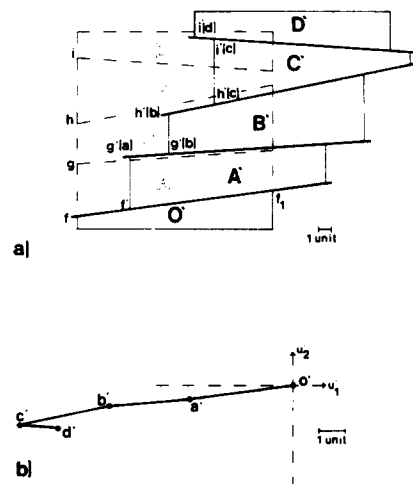 D'
i|d|
i'|c|
i
C'
h'|c|
h
h'|b|
B'
g'|a|
g'|b|
g
A'
f'
f₁
f
O'
1 unit
a|
u₂
o'
u₁
b'
a'
c'
d'
1 unit
b|